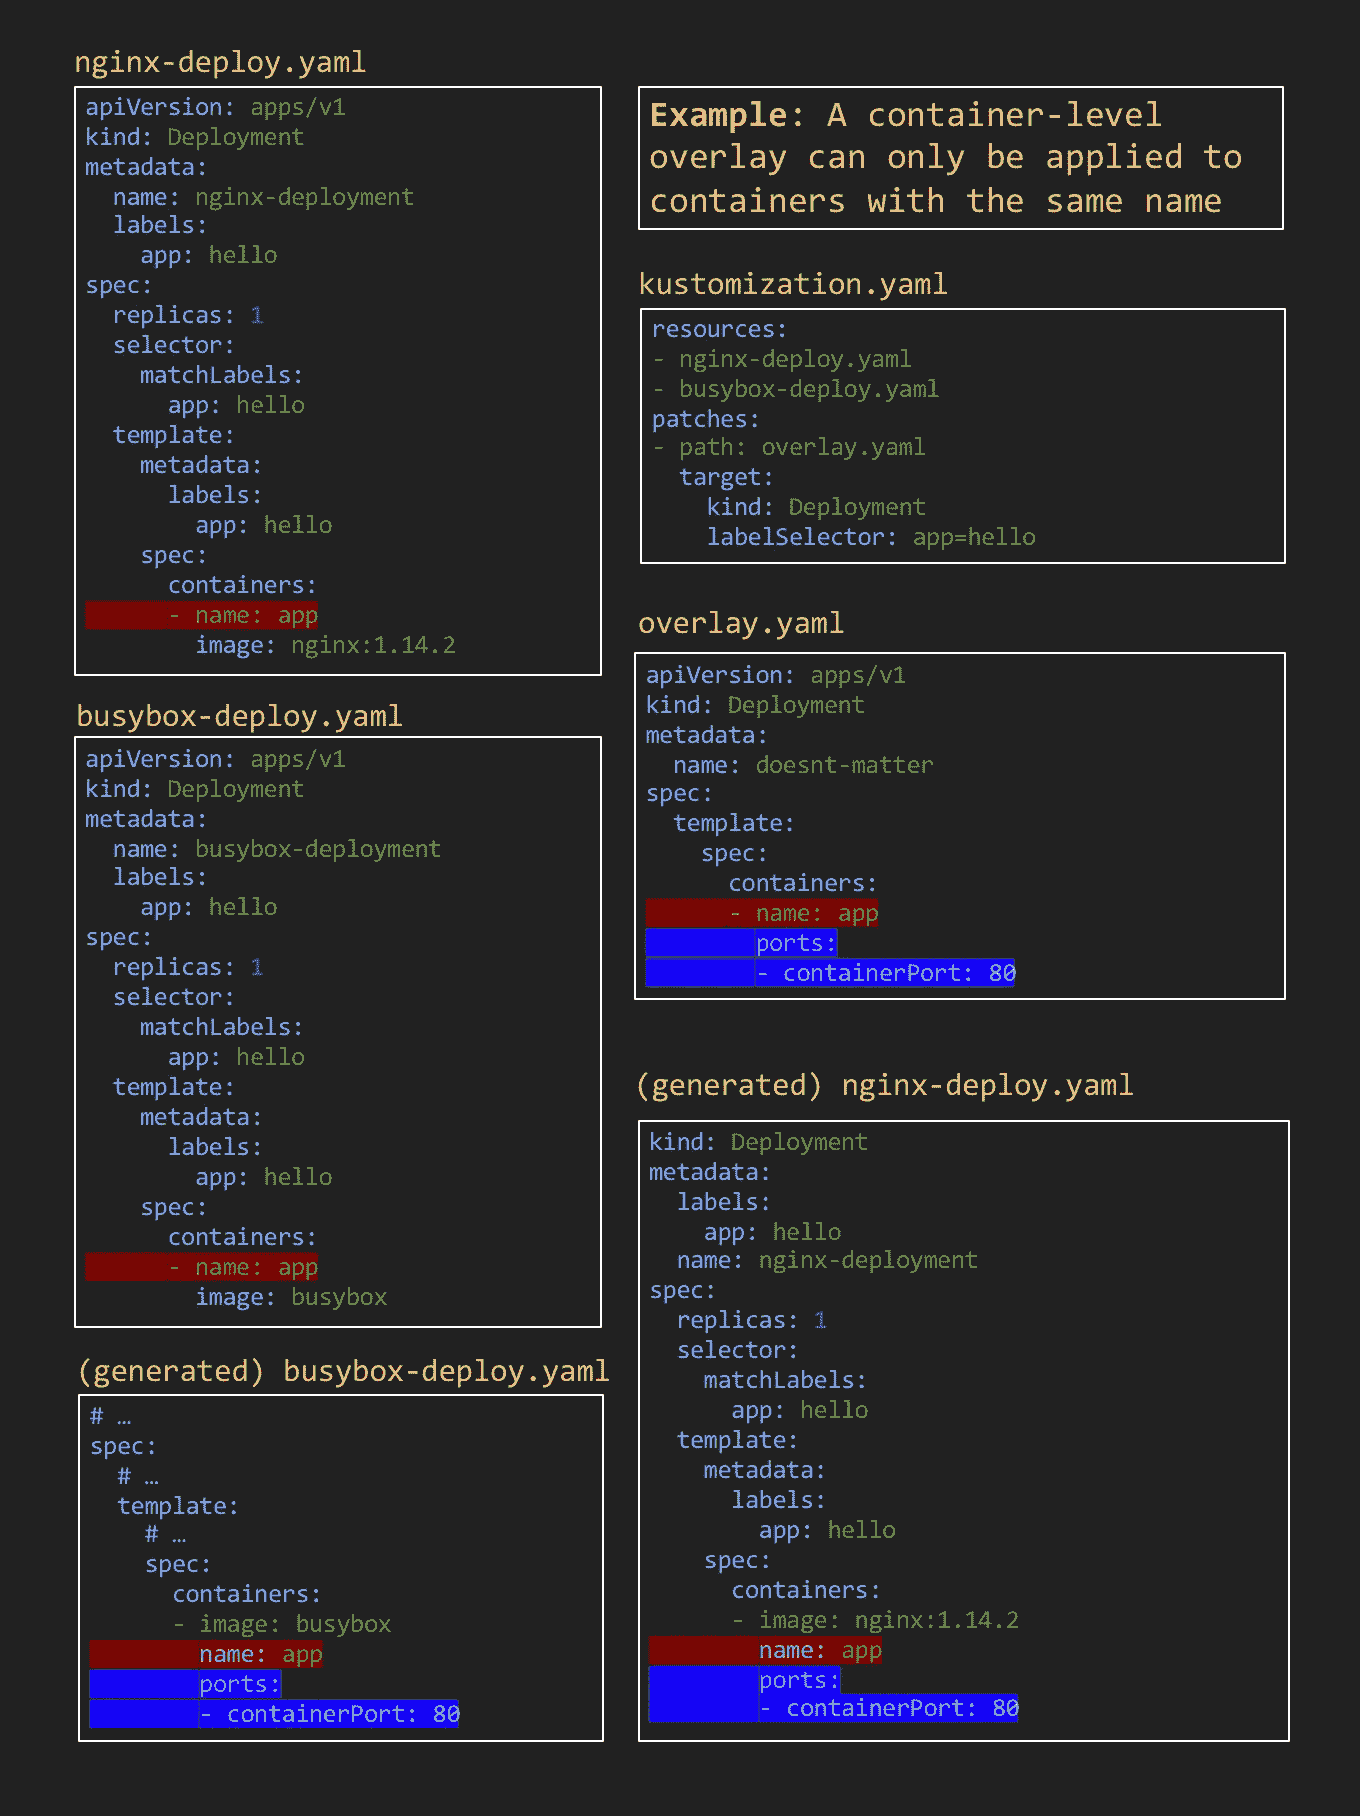 nginx-deploy.yaml
apiVersion: apps/v1
kind: Deployment
metadata:
  name: nginx-deployment
  labels:
    app: hello
spec:
  replicas: 1
  selector:
    matchLabels:
      app: hello
  template:
    metadata:
      labels:
        app: hello
    spec:
      containers:
      - name: app
        image: nginx:1.14.2
busybox-deploy.yaml
apiVersion: apps/v1
kind: Deployment
metadata:
  name: busybox-deployment
  labels:
    app: hello
spec:
  replicas: 1
  selector:
    matchLabels:
      app: hello
  template:
    metadata:
      labels:
        app: hello
    spec:
      containers:
      - name: app
        image: busybox
(generated) busybox-deploy.yaml
# …
spec:
  # …
  template:
    # …
    spec:
      containers:
      - image: busybox
        name: app
        ports:
        - containerPort: 80
Example: A container-level
overlay can only be applied to
containers with the same name
kustomization.yaml
resources:
- nginx-deploy.yaml
- busybox-deploy.yaml
patches:
- path: overlay.yaml
  target:
    kind: Deployment
    labelSelector: app=hello
overlay.yaml
apiVersion: apps/v1
kind: Deployment
metadata:
  name: doesnt-matter
spec:
  template:
    spec:
      containers:
      - name: app
        ports:
        - containerPort: 80
(generated) nginx-deploy.yaml
kind: Deployment
metadata:
  labels:
    app: hello
  name: nginx-deployment
spec:
  replicas: 1
  selector:
    matchLabels:
      app: hello
  template:
    metadata:
      labels:
        app: hello
    spec:
      containers:
      - image: nginx:1.14.2
        name: app
        ports:
        - containerPort: 80